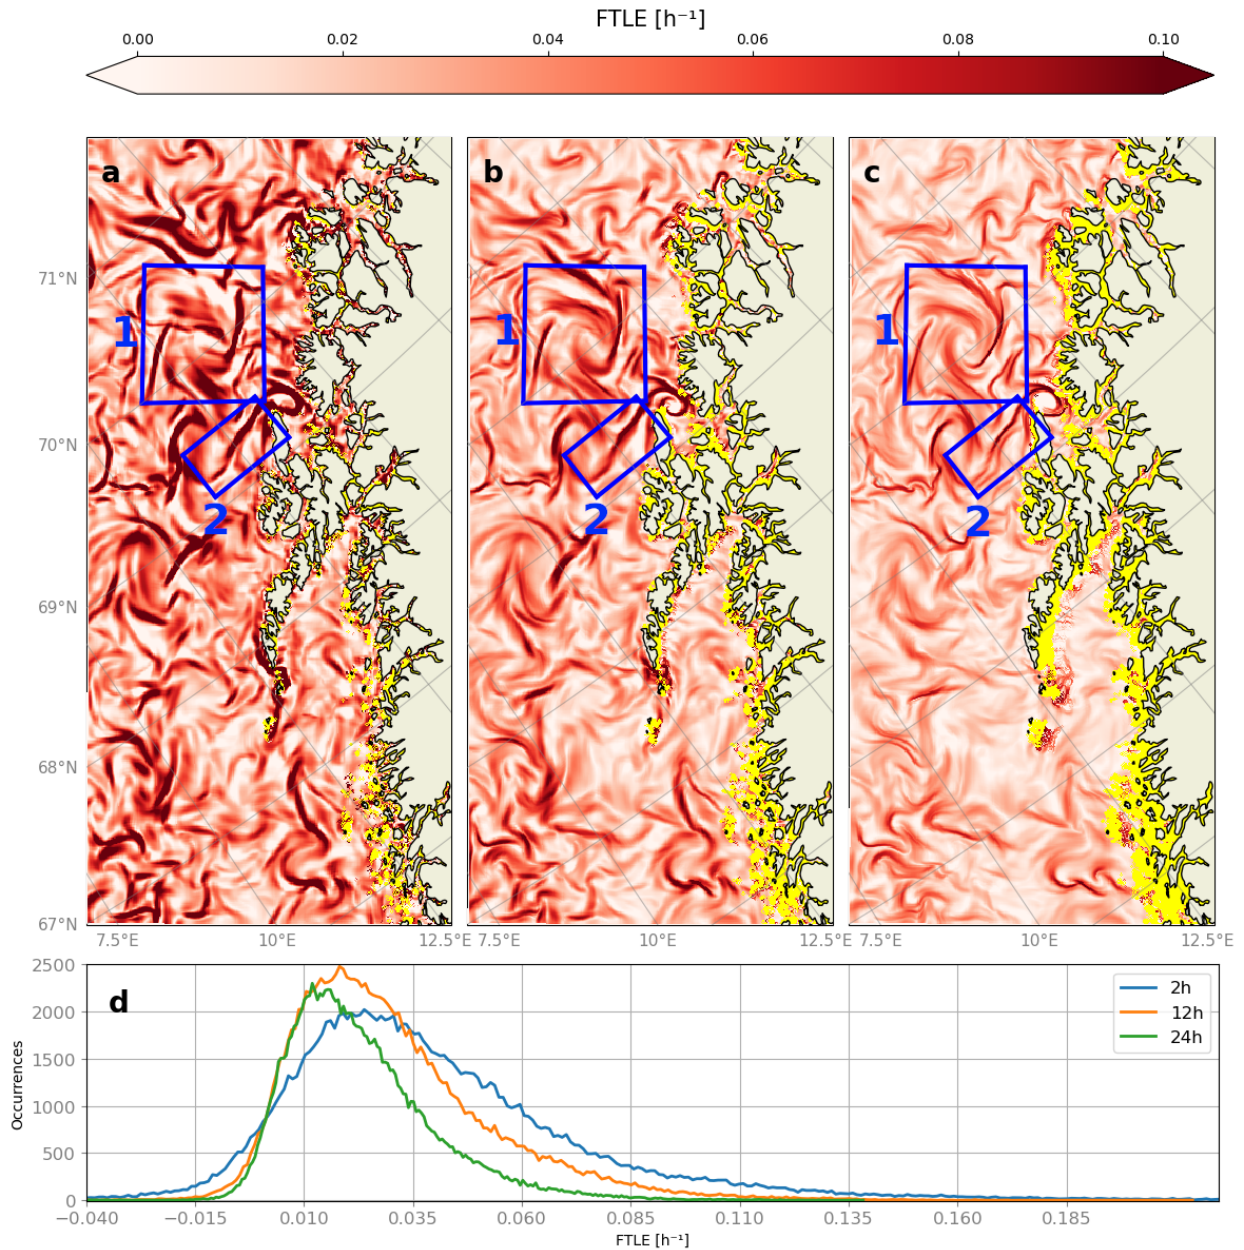 FTLE [h⁻¹]
0.00 0.02 0.04 0.06 0.08 0.10
a b c
71°N
1 1 1
70°N
2 2 2
69°N
68°N
67°N
7.5°E 10°E 12.5°E 7.5°E 10°E 12.5°E 7.5°E 10°E 12.5°E
2500
d
2h
2000
12h
24h
1500
Occurrences
1000
500
0
−0.040 −0.015 0.010 0.035 0.060 0.085 0.110 0.135 0.160 0.185
FTLE [h⁻¹]